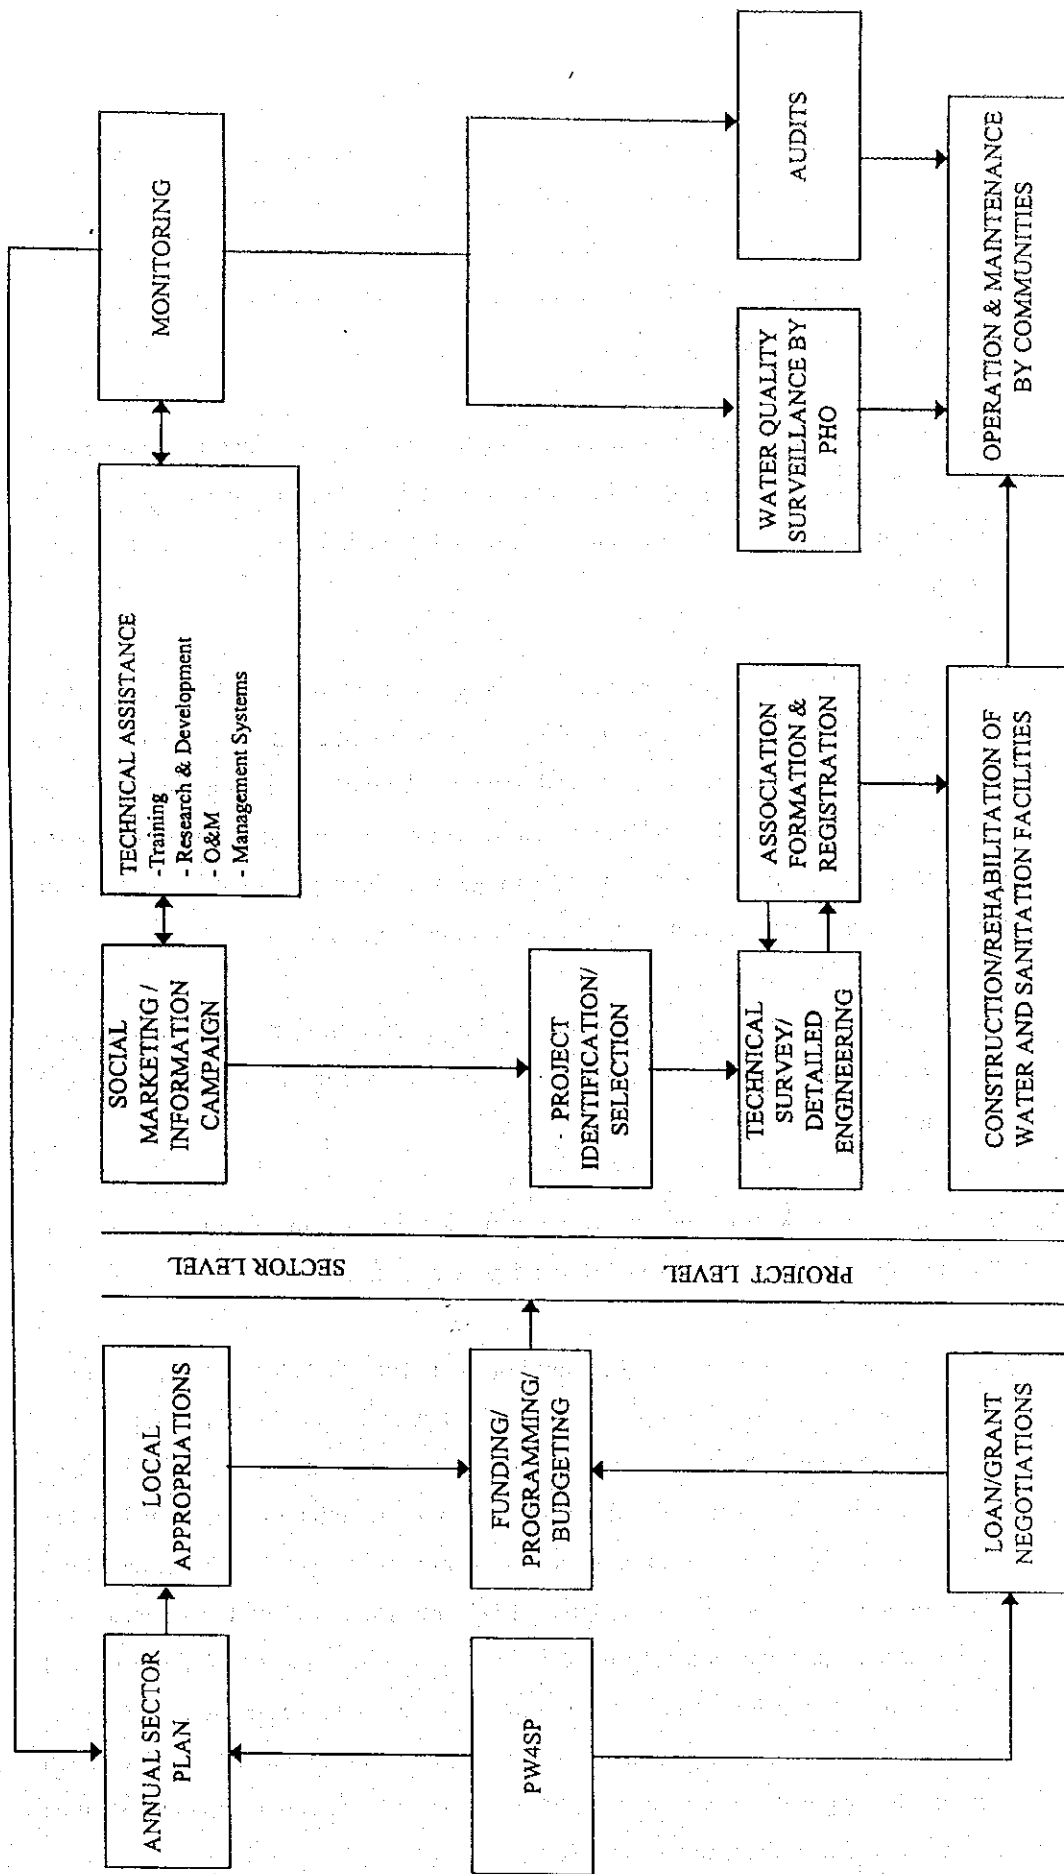 ANNUAL SECTOR
PLAN
LOCAL
APPROPRIATIONS
PW4SP
FUNDING/
PROGRAMMING/
BUDGETING
LOAN/GRANT
NEGOTIATIONS
SECTOR LEVEL
PROJECT LEVEL
SOCIAL
MARKETING /
INFORMATION
CAMPAIGN
TECHNICAL ASSISTANCE
-Training
- Research & Development
- O&M
- Management Systems
MONITORING
- PROJECT
IDENTIFICATION/
SELECTION
TECHNICAL
SURVEY/
DETAILED
ENGINEERING
ASSOCIATION
FORMATION &
REGISTRATION
WATER QUALITY
SURVEILLANCE BY
PHO
AUDITS
CONSTRUCTION/REHABILITATION OF
WATER AND SANITATION FACILITIES
OPERATION & MAINTENANCE
BY COMMUNITIES